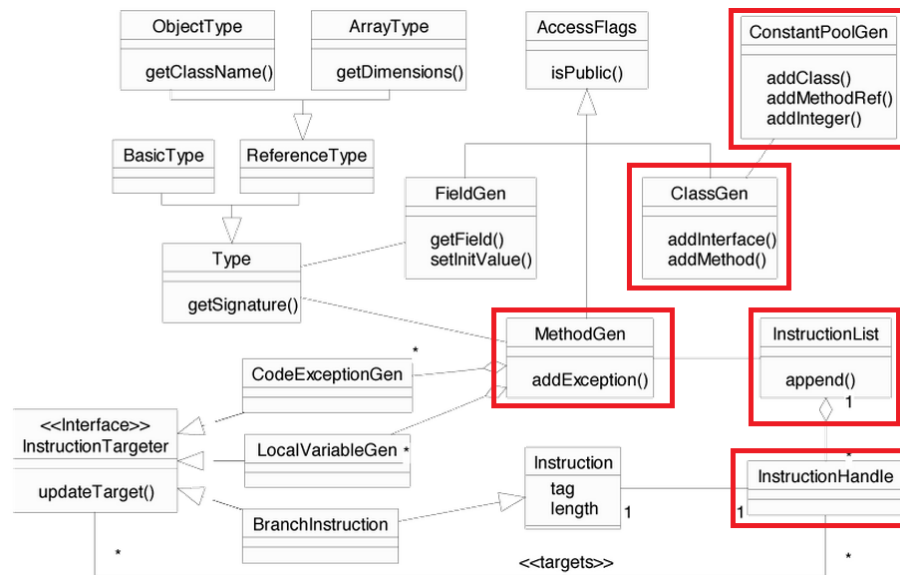 ObjectType
getClassName()
ArrayType
getDimensions()
AccessFlags
isPublic()
ConstantPoolGen
addClass()
addMethodRef()
addInteger()
BasicType
ReferenceType
FieldGen
getField()
setInitValue()
ClassGen
addInterface()
addMethod()
Type
getSignature()
MethodGen
addException()
InstructionList
append()
*
CodeExceptionGen
1
<<Interface>>
InstructionTargeter
updateTarget()
LocalVariableGen
*
Instruction
tag
length
1
*
InstructionHandle
1
BranchInstruction
*
<<targets>>
*